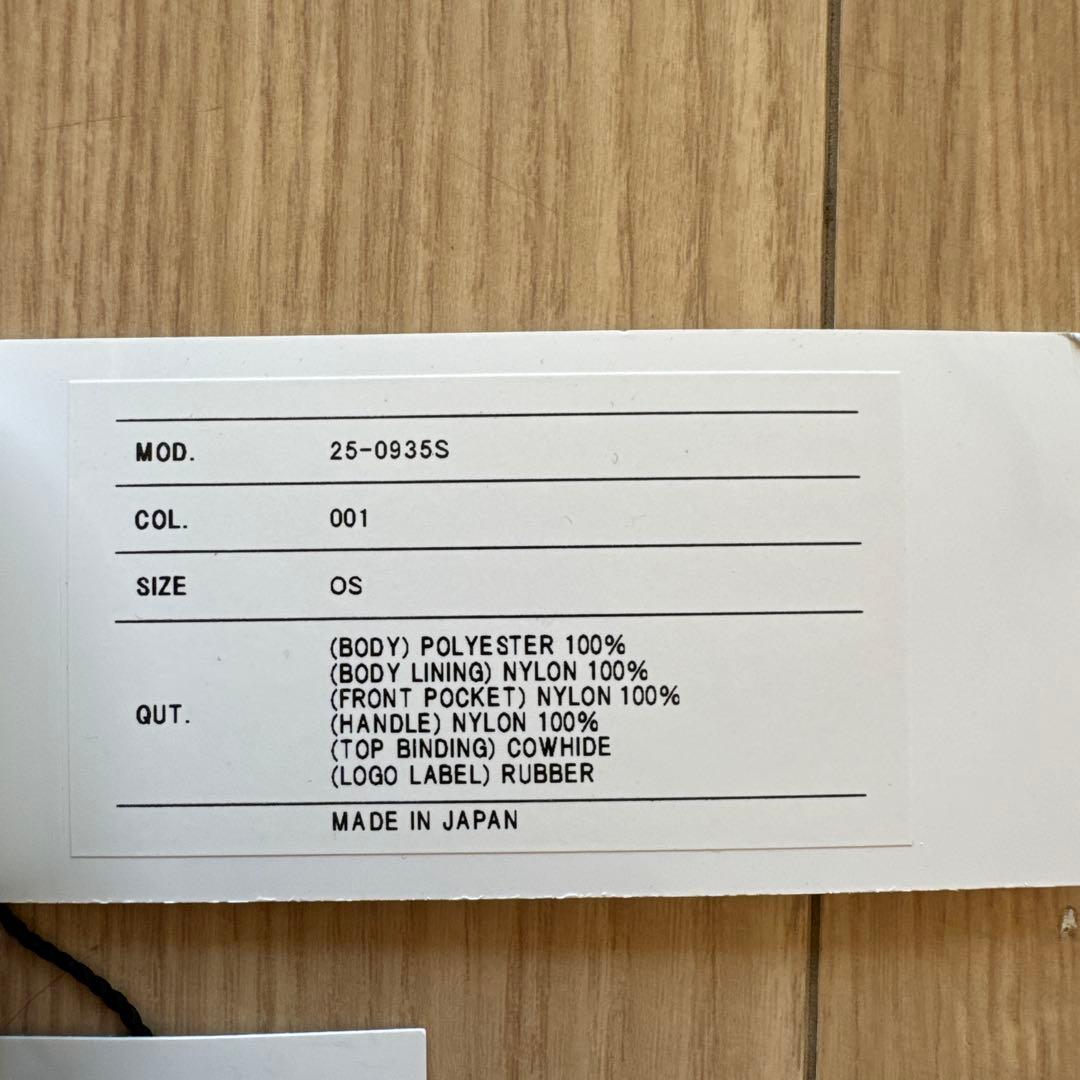 MOD. 25-0935S
COL. 001
SIZE OS
QUT. (BODY) POLYESTER 100%
(BODY LINING) NYLON 100%
(FRONT POCKET) NYLON 100%
(HANDLE) NYLON 100%
(TOP BINDING) COWHIDE
(LOGO LABEL) RUBBER
MADE IN JAPAN